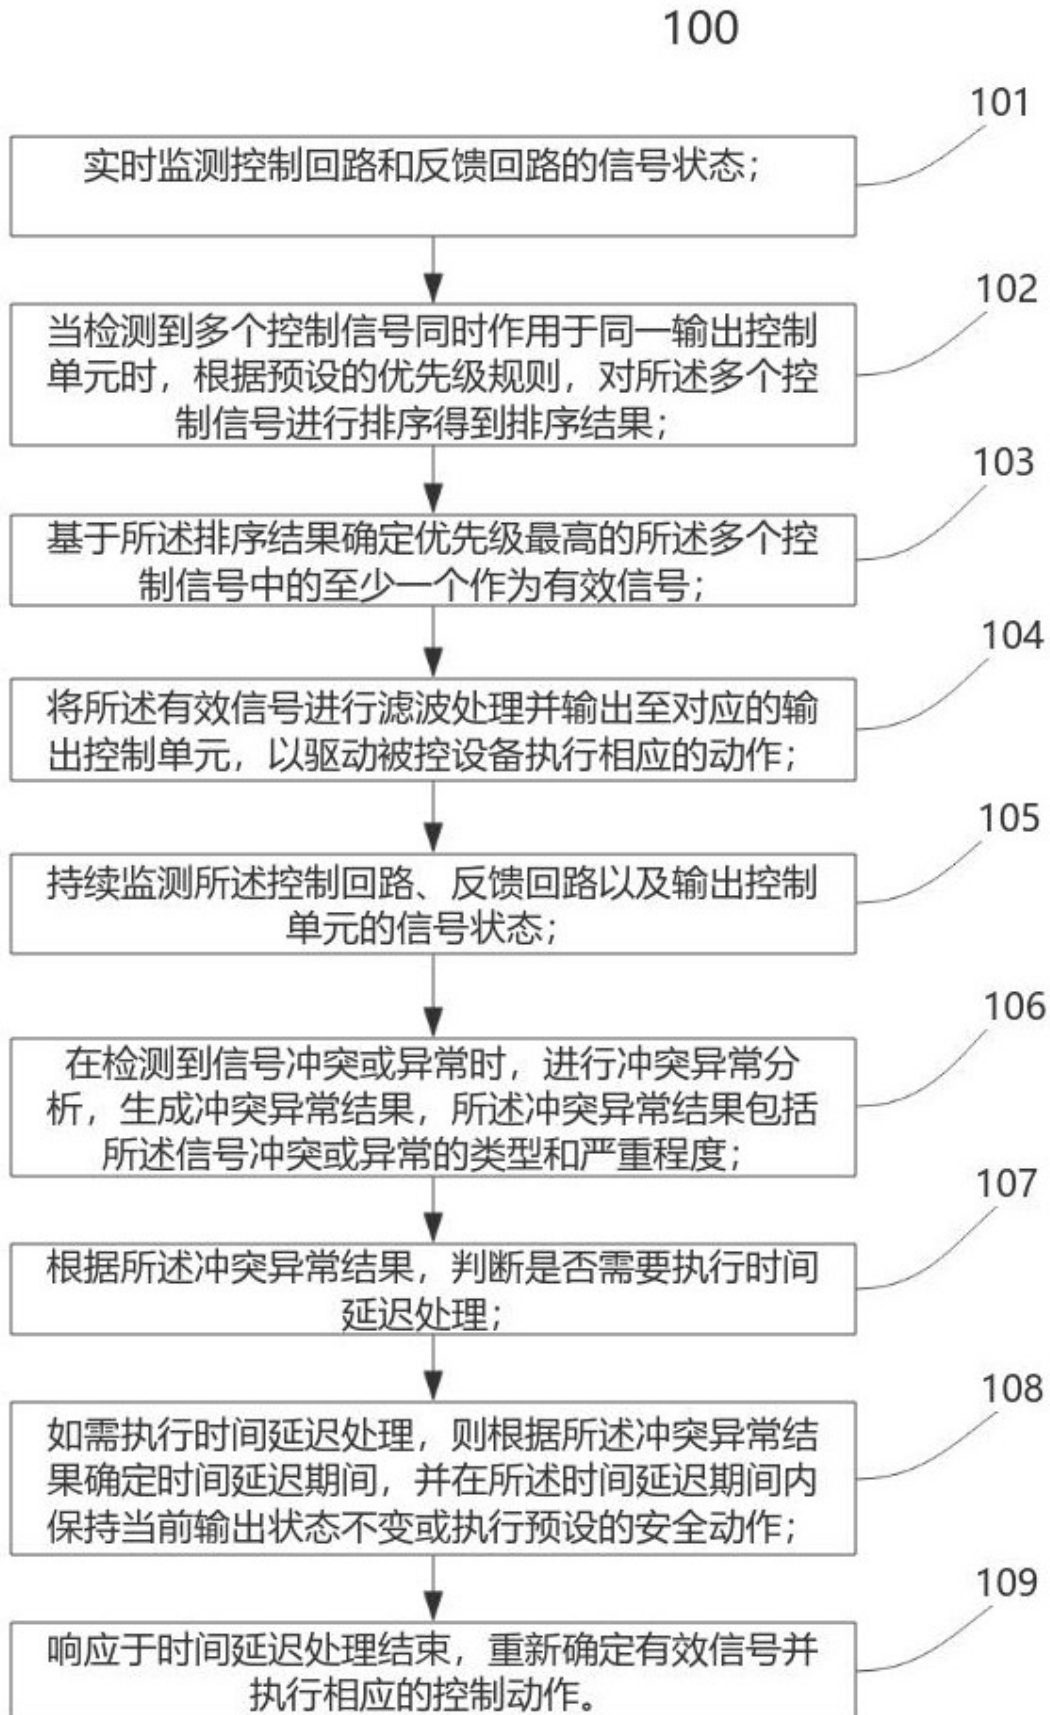 100
101
实时监测控制回路和反馈回路的信号状态；
102
当检测到多个控制信号同时作用于同一输出控制
单元时，根据预设的优先级规则，对所述多个控
制信号进行排序得到排序结果；
103
基于所述排序结果确定优先级最高的所述多个控
制信号中的至少一个作为有效信号；
104
将所述有效信号进行滤波处理并输出至对应的输
出控制单元，以驱动被控设备执行相应的动作；
105
持续监测所述控制回路、反馈回路以及输出控制
单元的信号状态；
106
在检测到信号冲突或异常时，进行冲突异常分
析，生成冲突异常结果，所述冲突异常结果包括
所述信号冲突或异常的类型和严重程度；
107
根据所述冲突异常结果，判断是否需要执行时间
延迟处理；
108
如需执行时间延迟处理，则根据所述冲突异常结
果确定时间延迟期间，并在所述时间延迟期间内
保持当前输出状态不变或执行预设的安全动作；
109
响应于时间延迟处理结束，重新确定有效信号并
执行相应的控制动作。